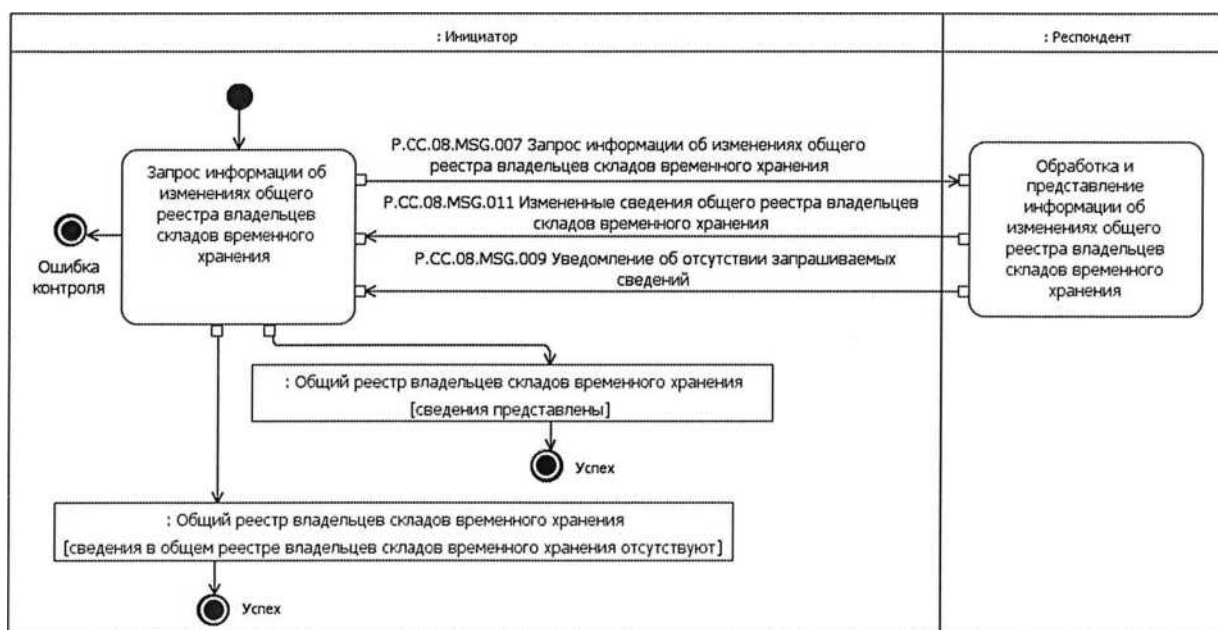 : Инициатор
: Респондент
Запрос информации об
изменениях общего
реестра владельцев
складов временного
хранения
Ошибка
контроля
P.CC.08.MSG.007 Запрос информации об изменениях общего
реестра владельцев складов временного хранения
P.CC.08.MSG.011 Измененные сведения общего реестра владельцев
складов временного хранения
P.CC.08.MSG.009 Уведомление об отсутствии запрашиваемых
сведений
Обработка и
представление
информации об
изменениях общего
реестра владельцев
складов временного
хранения
: Общий реестр владельцев складов временного хранения
[сведения представлены]
Успех
: Общий реестр владельцев складов временного хранения
[сведения в общем реестре владельцев складов временного хранения отсутствуют]
Успех